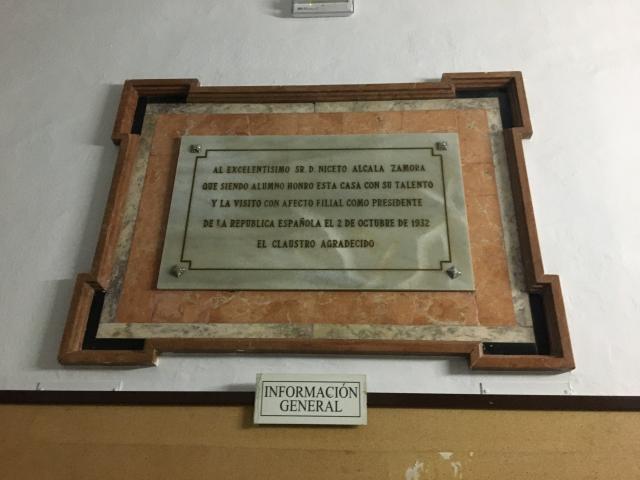 AL EXCELENTISIMO SR. D. NICETO ALCALA ZAMORA
QUE SIENDO ALUMNO HONRO ESTA CASA CON SU TALENTO
Y LA VISITO CON AFECTO FILIAL COMO PRESIDENTE
DE LA REPUBLICA ESPAÑOLA EL 2 DE OCTUBRE DE 1932
EL CLAUSTRO AGRADECIDO
INFORMACIÓN
GENERAL